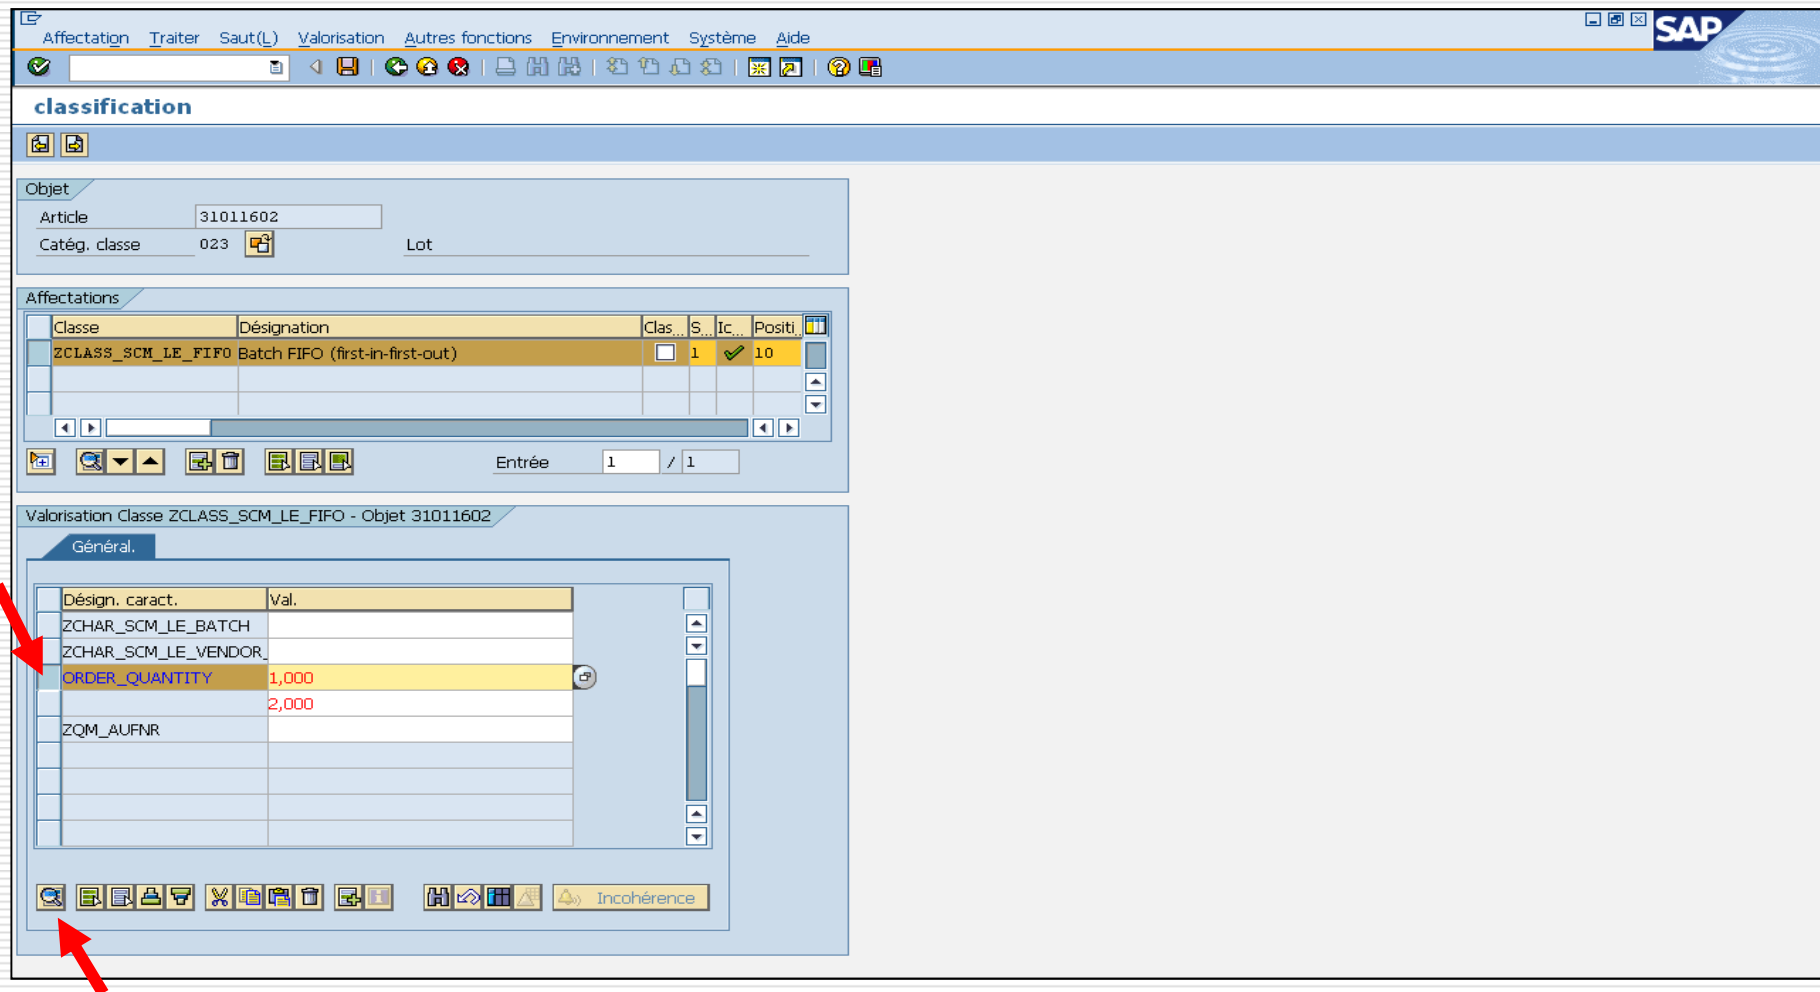 Affectation Traiter Saut(L) Valorisation Autres fonctions Environnement Système Aide
SAP
classification
Objet
Article 31011602
Catég. classe 023 Lot
Affectations
Classe Désignation Clas... S... Ic... Positi...
ZCLASS_SCM_LE_FIFO Batch FIFO (first-in-first-out) 1 10
Entrée 1 / 1
Valorisation Classe ZCLASS_SCM_LE_FIFO - Objet 31011602
Général.
Désign. caract. Val.
ZCHAR_SCM_LE_BATCH
ZCHAR_SCM_LE_VENDOR_
ORDER_QUANTITY 1,000
2,000
ZQM_AUFNR
Incohérence